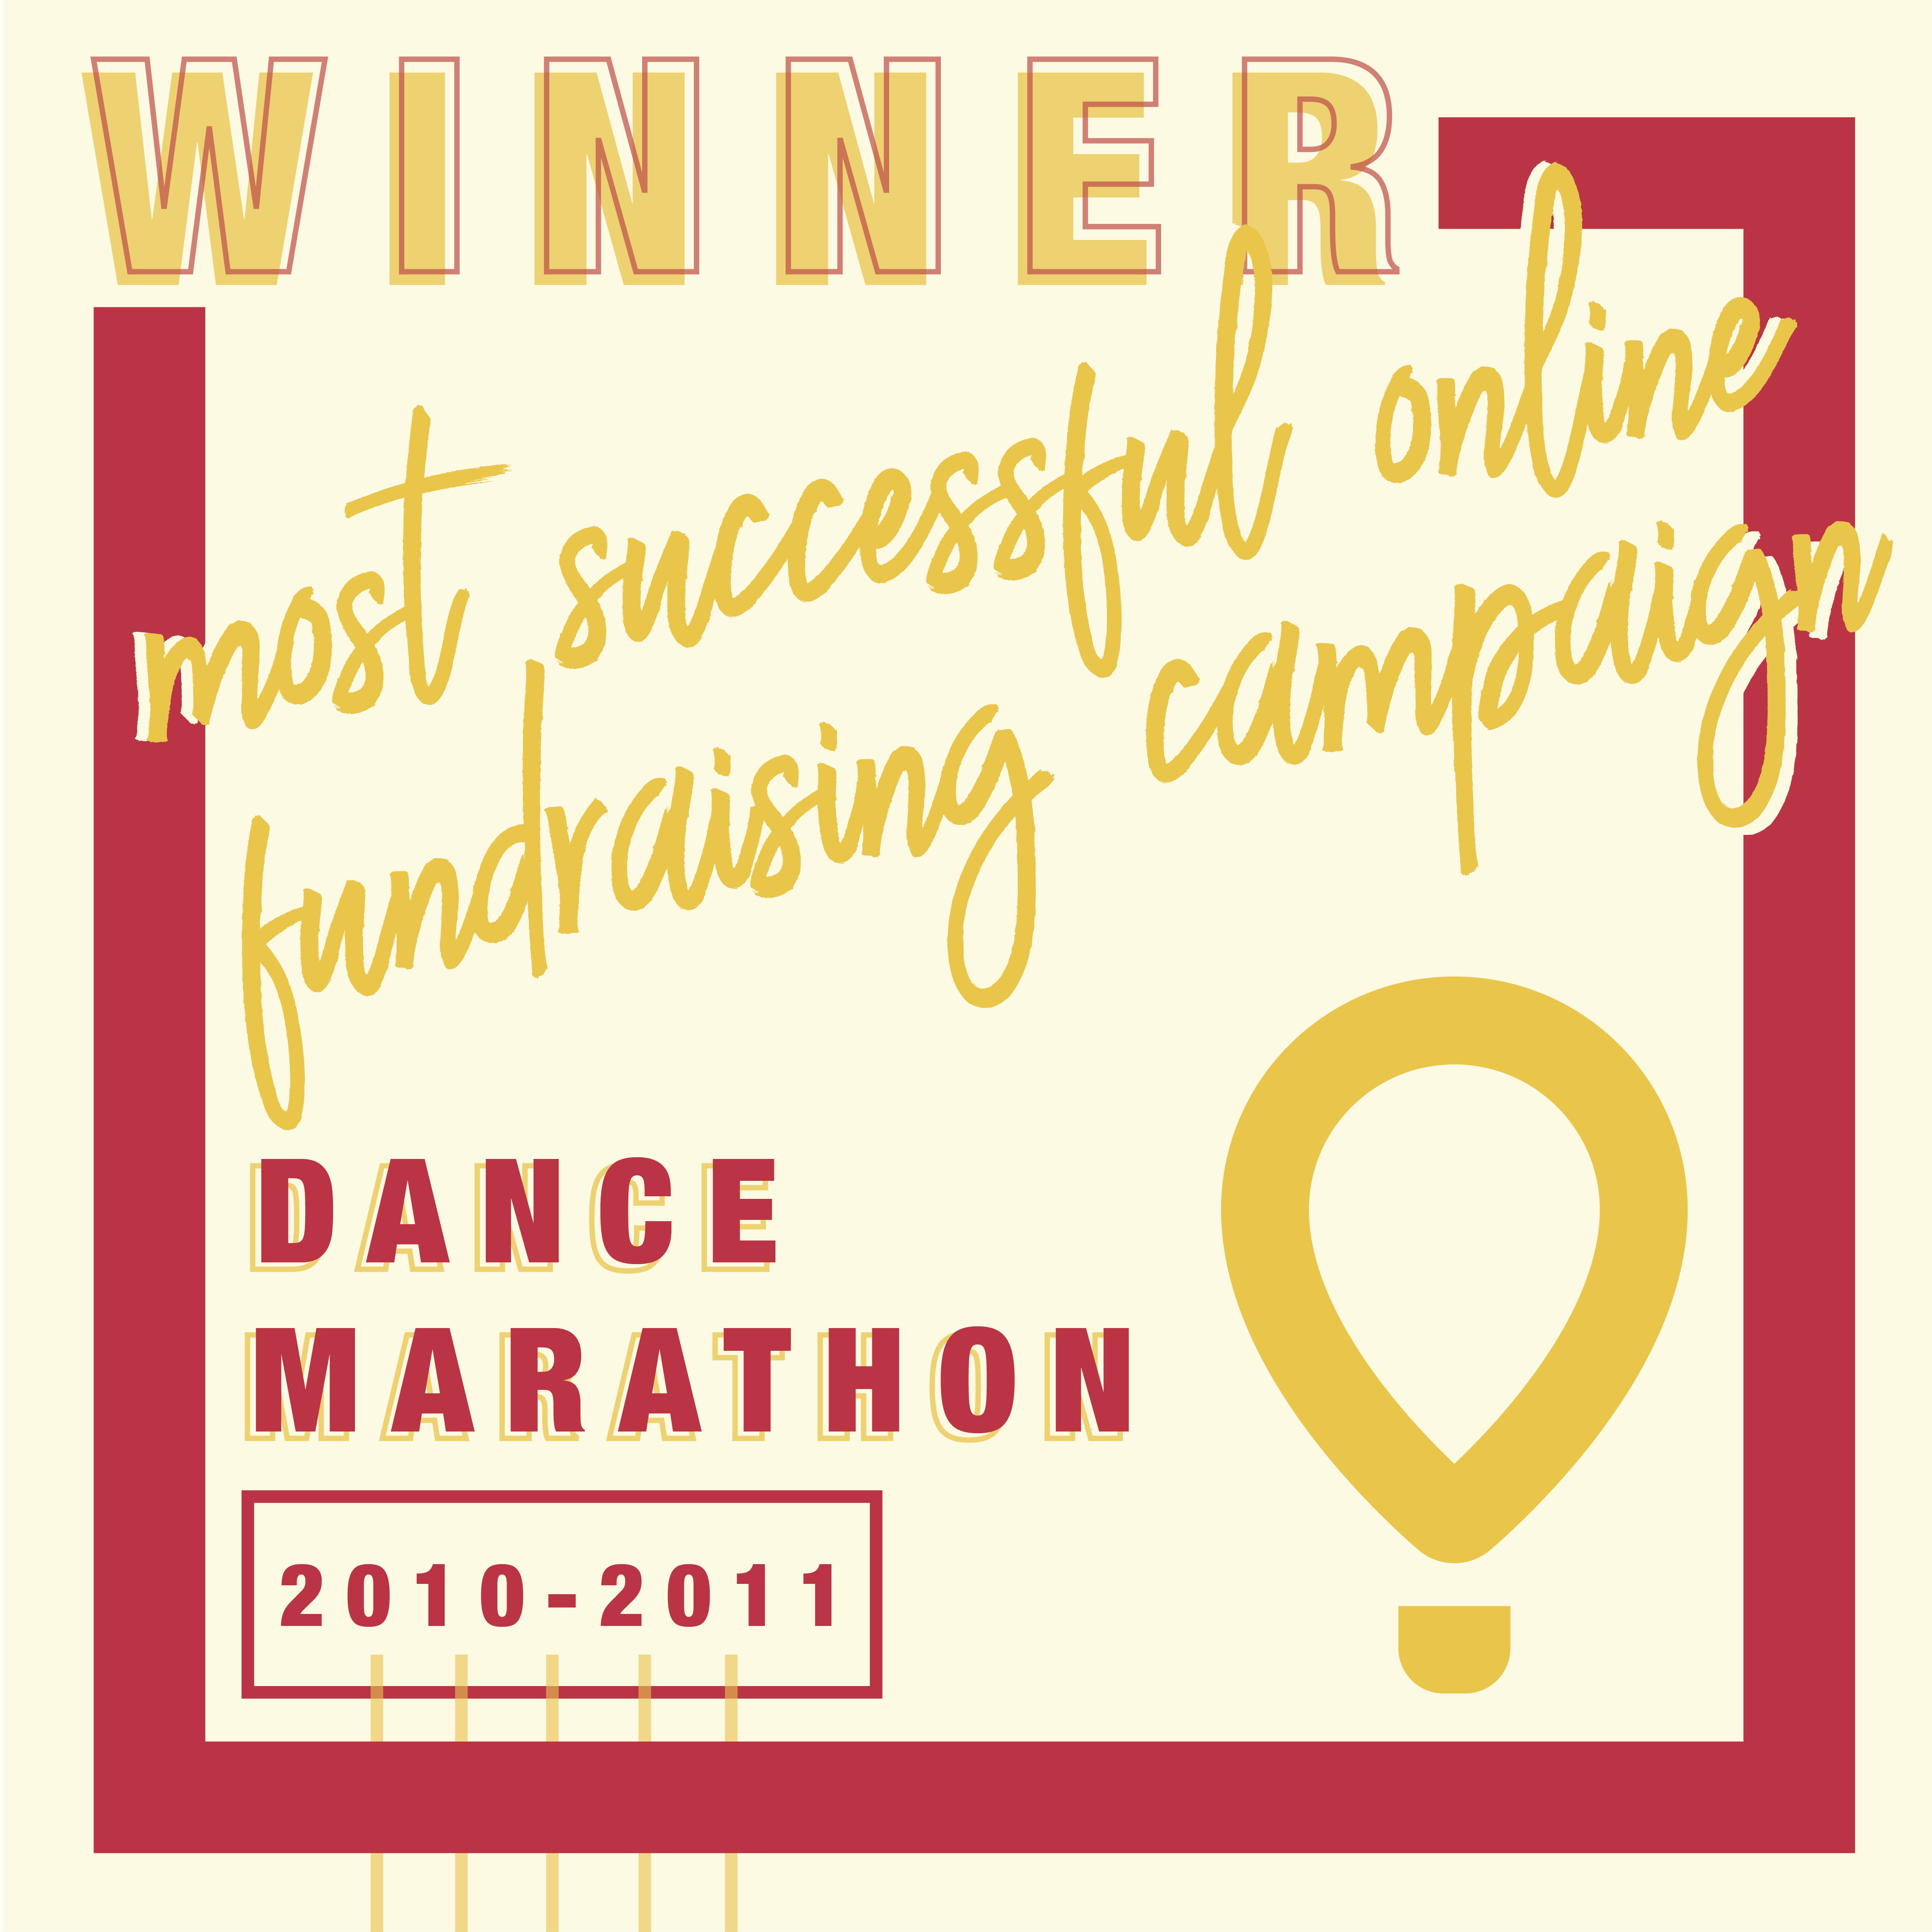 WINNER
most successful online
fundraising campaign
DANCE
MARATHON
2010-2011